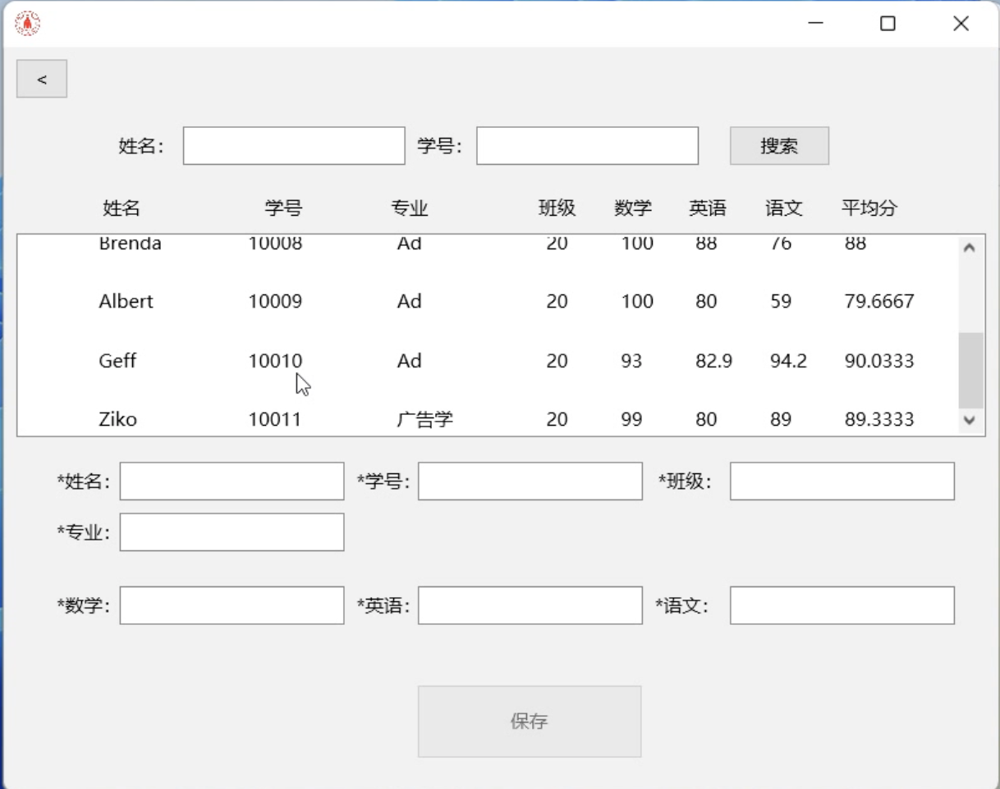 <
姓名： 学号： 搜索
姓名 学号 专业 班级 数学 英语 语文 平均分
Brenda 10008 Ad 20 100 88 76 88
Albert 10009 Ad 20 100 80 59 79.6667
Geff 10010 Ad 20 93 82.9 94.2 90.0333
Ziko 10011 广告学 20 99 80 89 89.3333
*姓名： *学号： *班级：
*专业：
*数学： *英语： *语文：
保存